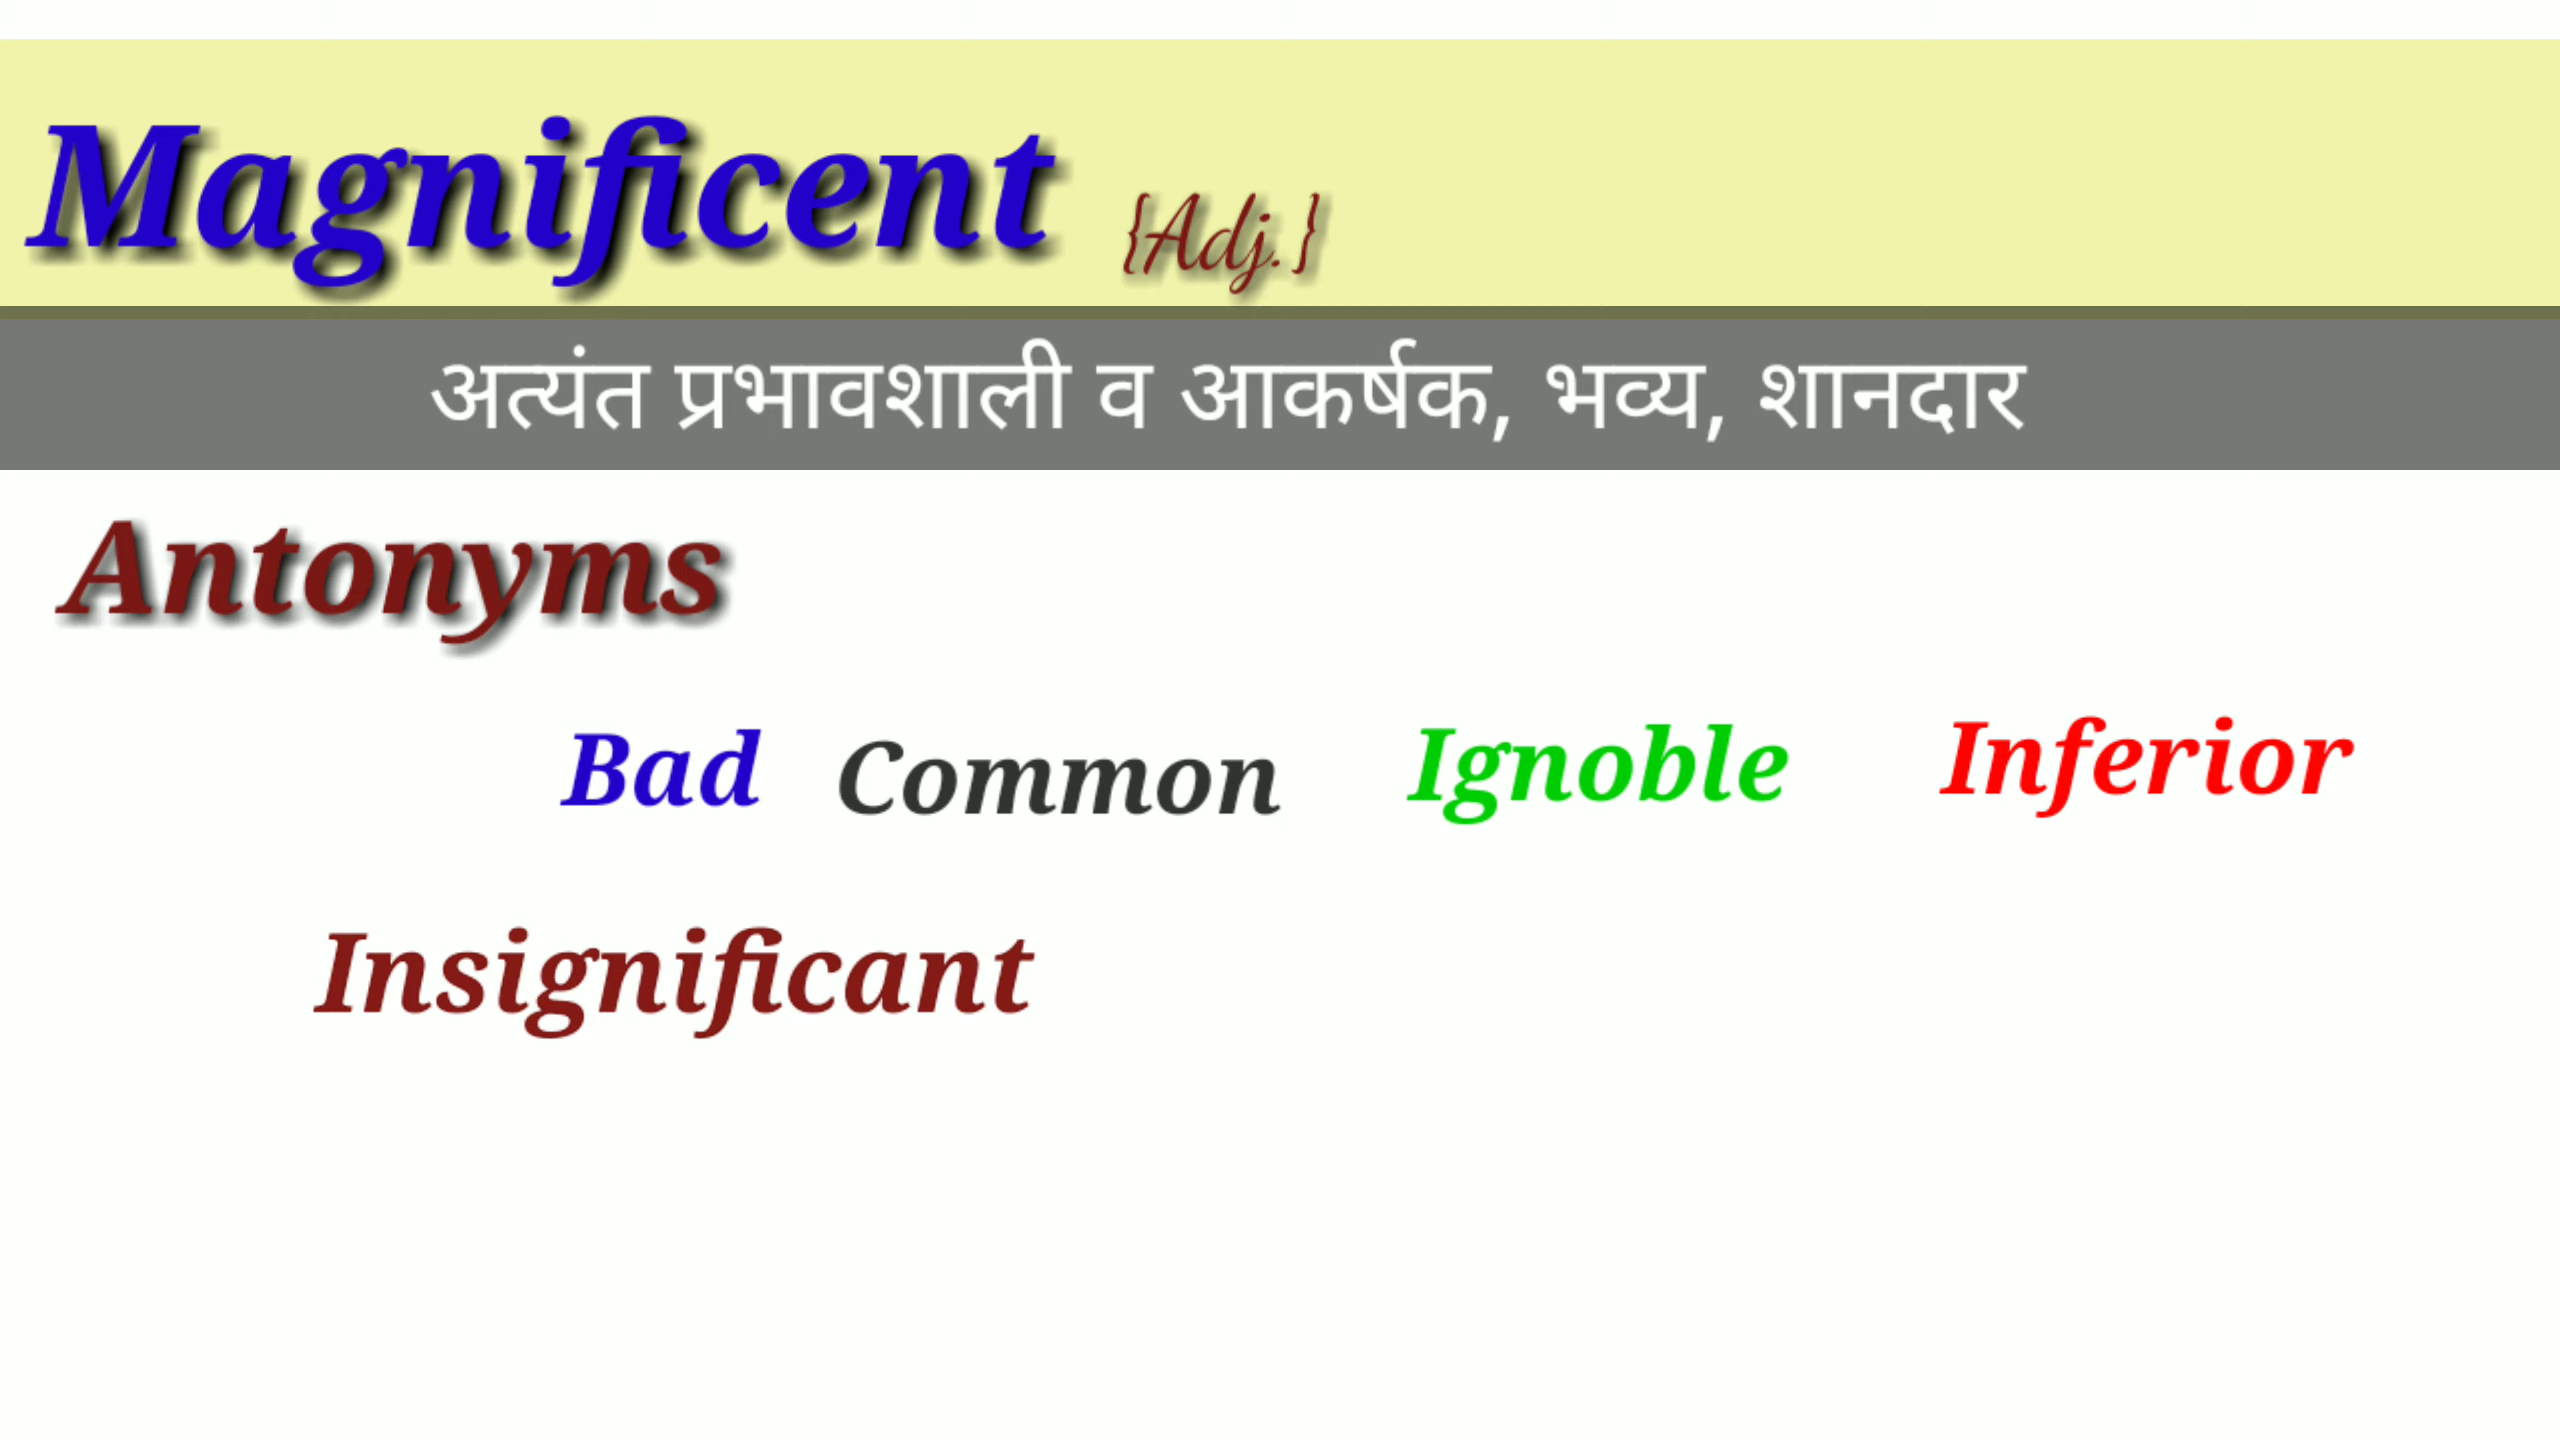 Magnificent {Adj.}
अत्यंत प्रभावशाली व आकर्षक, भव्य, शानदार
Antonyms
Bad Common Ignoble Inferior
Insignificant